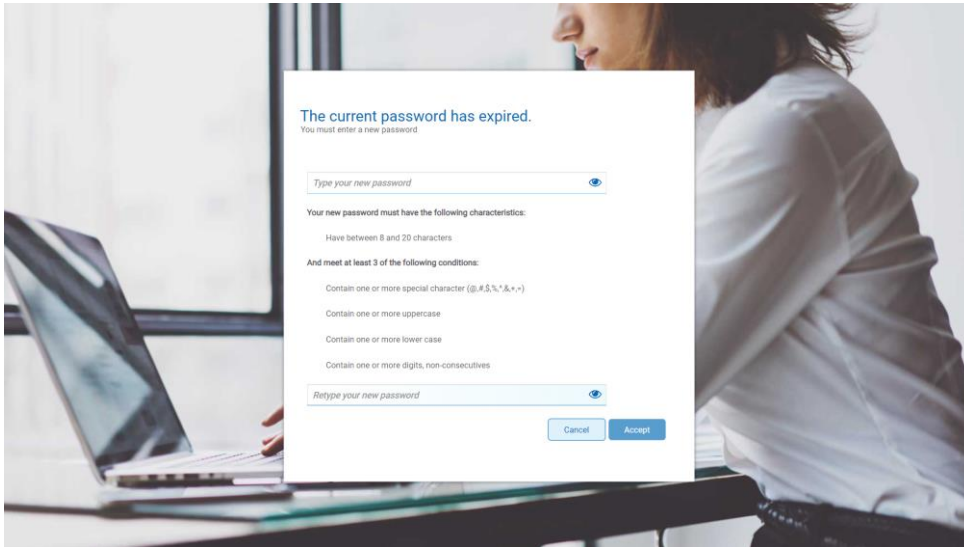 The current password has expired.
You must enter a new password
Type your new password
Your new password must have the following characteristics:
Have between 8 and 20 characters
And meet at least 3 of the following conditions:
Contain one or more special character (@,#,$,%,*,&,+,=)
Contain one or more uppercase
Contain one or more lower case
Contain one or more digits, non-consecutives
Retype your new password
Cancel Accept